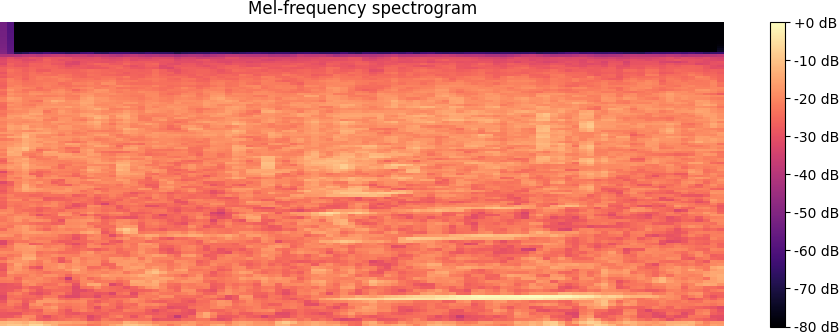 Mel-frequency spectrogram
+0 dB
-10 dB
-20 dB
-30 dB
-40 dB
-50 dB
-60 dB
-70 dB
-80 dB